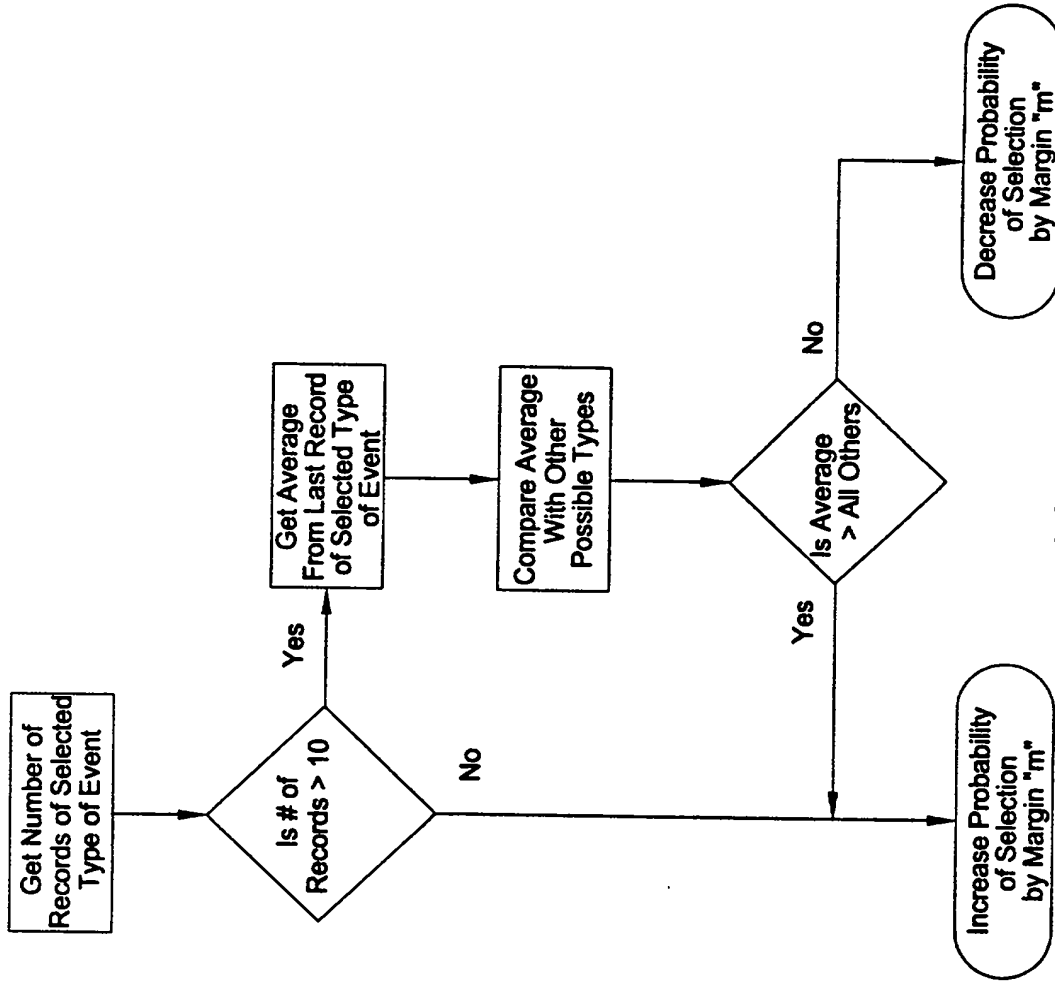 Get Number of
Records of Selected
Type of Event
Is # of
Records > 10
Yes
No
Get Average
From Last Record
of Selected Type
of Event
Compare Average
With Other
Possible Types
Is Average
> All Others
Yes
No
Increase Probability
of Selection
by Margin "m"
Decrease Probability
of Selection
by Margin "m"